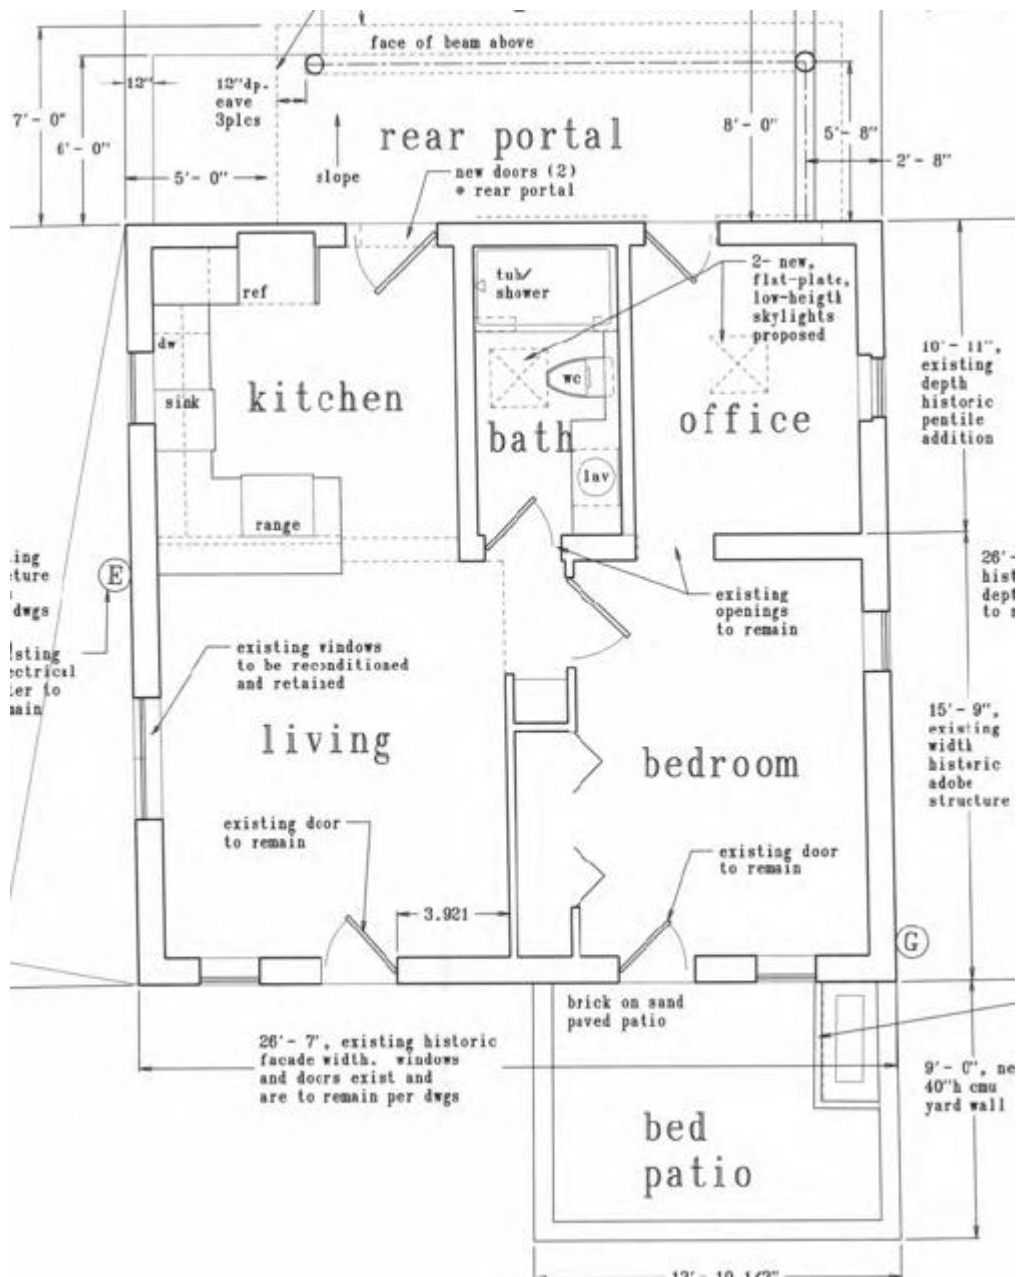 face of beam above
12"
12"dp.
eave
3plcs
7'- 0"
6'- 0"
rear portal
8'- 0"
5'- 8"
2'- 8"
5'- 0"
slope
new doors (2)
@ rear portal
tub/
shower
2- new,
flat-plate,
low-heigth
skylights
proposed
ref
dw
sink
kitchen
wc
bath
office
lav
range
10'- 11",
existing
depth
historic
pentile
addition
E
dwgs
G
26'-
existing
openings
to remain
existing windows
to be reconditioned
and retained
living
bedroom
15'- 9",
existing
width
historic
adobe
structure
existing door
to remain
existing door
to remain
3.921
brick on sand
paved patio
26'- 7', existing historic
facade width. windows
and doors exist and
are to remain per dwgs
9'- 0", ne
40"h cmu
yard wall
bed
patio